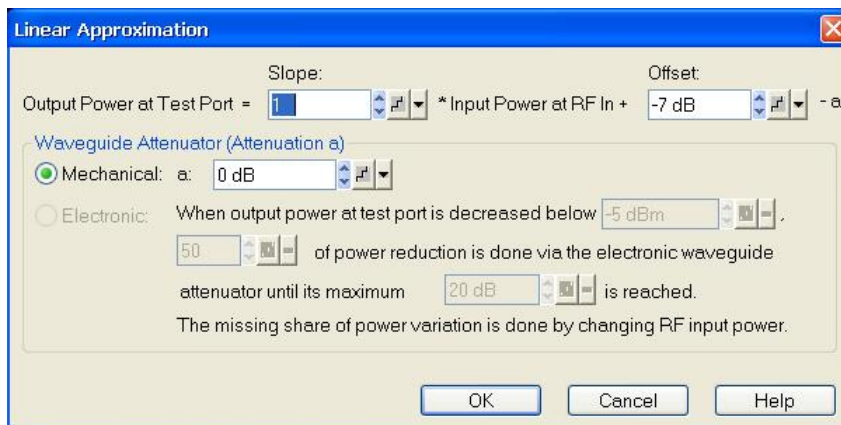 Linear Approximation
Slope: Offset:
Output Power at Test Port = 1 * Input Power at RF In + -7 dB - a
Waveguide Attenuator (Attenuation a)
Mechanical: a: 0 dB
Electronic: When output power at test port is decreased below -5 dBm ,
50 of power reduction is done via the electronic waveguide
attenuator until its maximum 20 dB is reached.
The missing share of power variation is done by changing RF input power.
OK Cancel Help